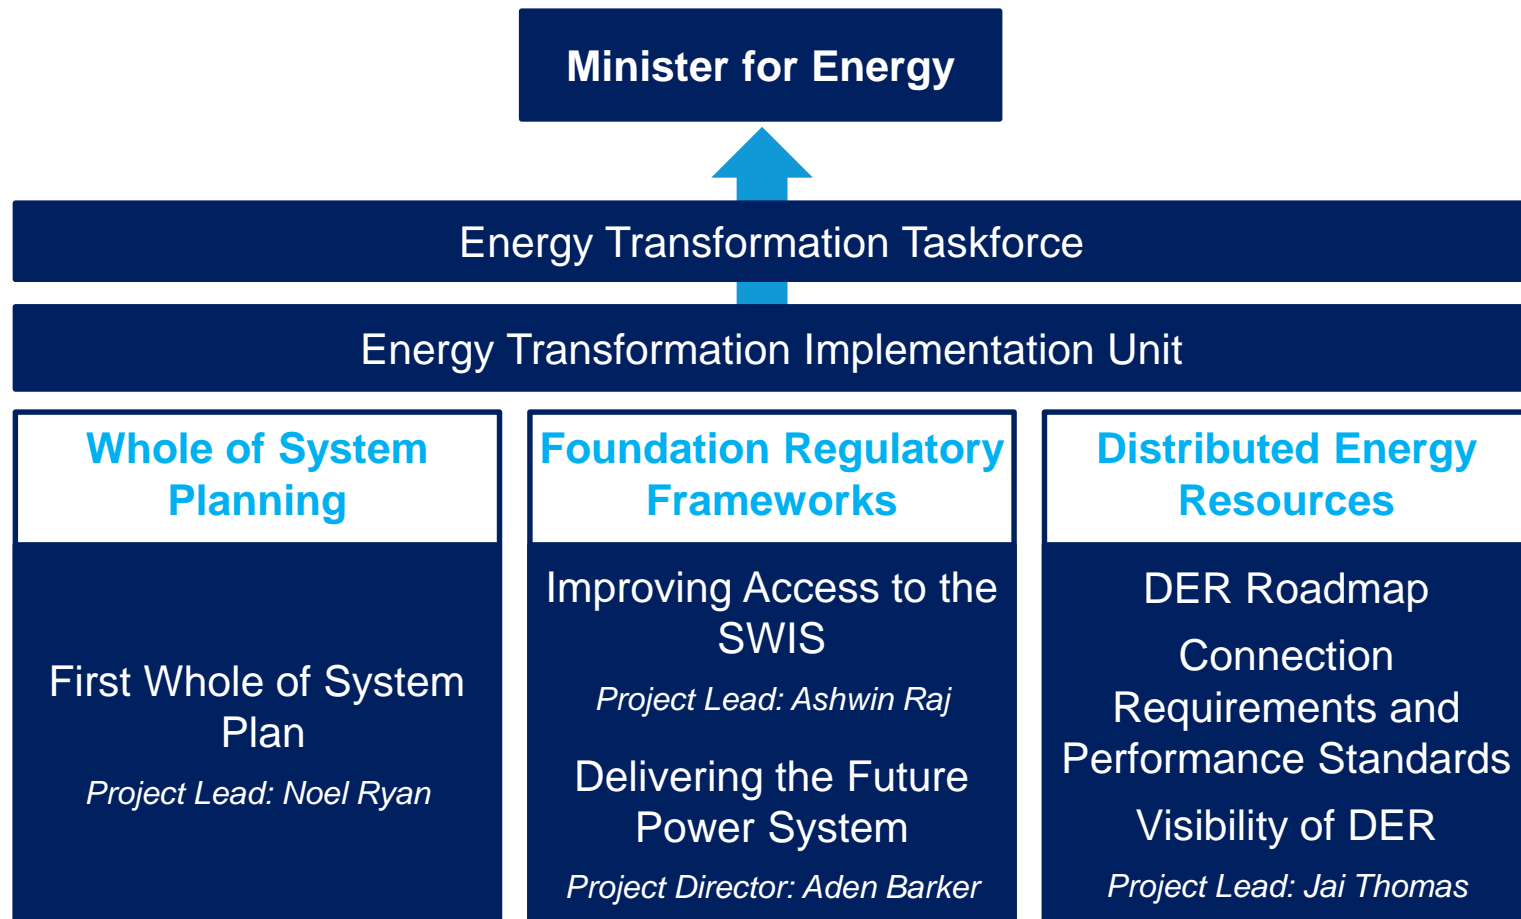 Minister for Energy
Energy Transformation Taskforce
Energy Transformation Implementation Unit
Whole of System
Planning
First Whole of System
Plan
Project Lead: Noel Ryan
Foundation Regulatory
Frameworks
Improving Access to the
SWIS
Project Lead: Ashwin Raj
Delivering the Future
Power System
Project Director: Aden Barker
Distributed Energy
Resources
DER Roadmap
Connection
Requirements and
Performance Standards
Visibility of DER
Project Lead: Jai Thomas